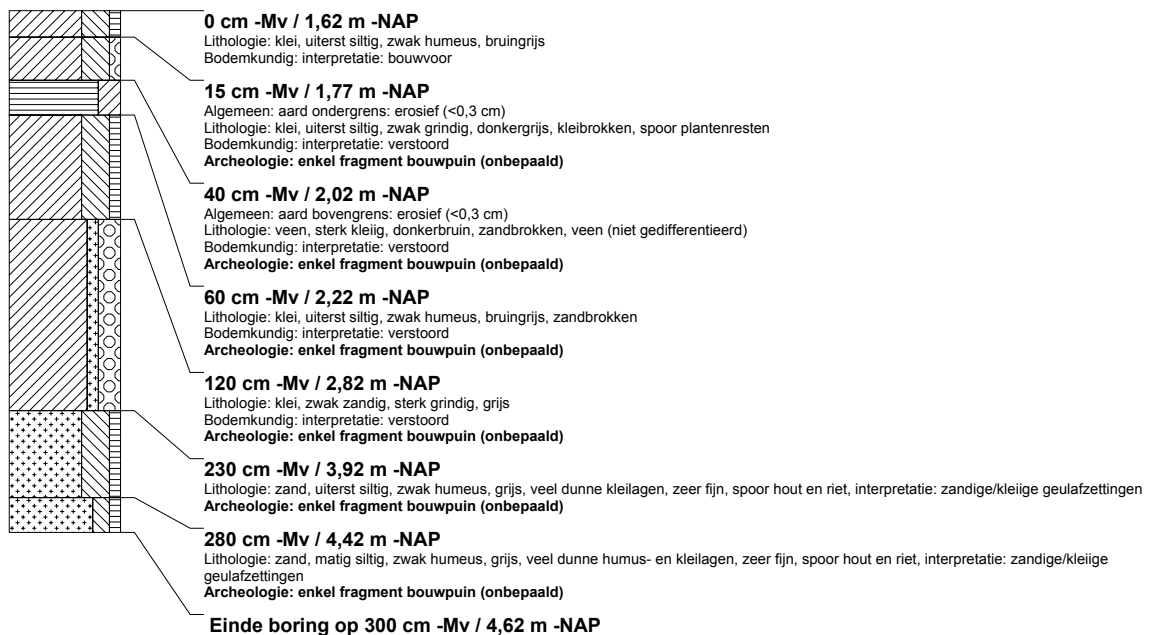 0 cm -Mv / 1,62 m -NAP
Lithologie: klei, uiterst siltig, zwak humeus, bruingrijs
Bodemkundig: interpretatie: bouwvoor
15 cm -Mv / 1,77 m -NAP
Algemeen: aard ondergrens: erosief (<0,3 cm)
Lithologie: klei, uiterst siltig, zwak grindig, donkergrijs, kleibrokken, spoor plantenresten
Bodemkundig: interpretatie: verstoord
Archeologie: enkel fragment bouwpuin (onbepaald)
40 cm -Mv / 2,02 m -NAP
Algemeen: aard bovengrens: erosief (<0,3 cm)
Lithologie: veen, sterk kleiig, donkerbruin, zandbrokken, veen (niet gedifferentieerd)
Bodemkundig: interpretatie: verstoord
Archeologie: enkel fragment bouwpuin (onbepaald)
60 cm -Mv / 2,22 m -NAP
Lithologie: klei, uiterst siltig, zwak humeus, bruingrijs, zandbrokken
Bodemkundig: interpretatie: verstoord
Archeologie: enkel fragment bouwpuin (onbepaald)
120 cm -Mv / 2,82 m -NAP
Lithologie: klei, zwak zandig, sterk grindig, grijs
Bodemkundig: interpretatie: verstoord
Archeologie: enkel fragment bouwpuin (onbepaald)
230 cm -Mv / 3,92 m -NAP
Lithologie: zand, uiterst siltig, zwak humeus, grijs, veel dunne kleilagen, zeer fijn, spoor hout en riet, interpretatie: zandige/kleiige geulafzettingen
Archeologie: enkel fragment bouwpuin (onbepaald)
280 cm -Mv / 4,42 m -NAP
Lithologie: zand, matig siltig, zwak humeus, grijs, veel dunne humus- en kleilagen, zeer fijn, spoor hout en riet, interpretatie: zandige/kleiige
geulafzettingen
Archeologie: enkel fragment bouwpuin (onbepaald)
Einde boring op 300 cm -Mv / 4,62 m -NAP